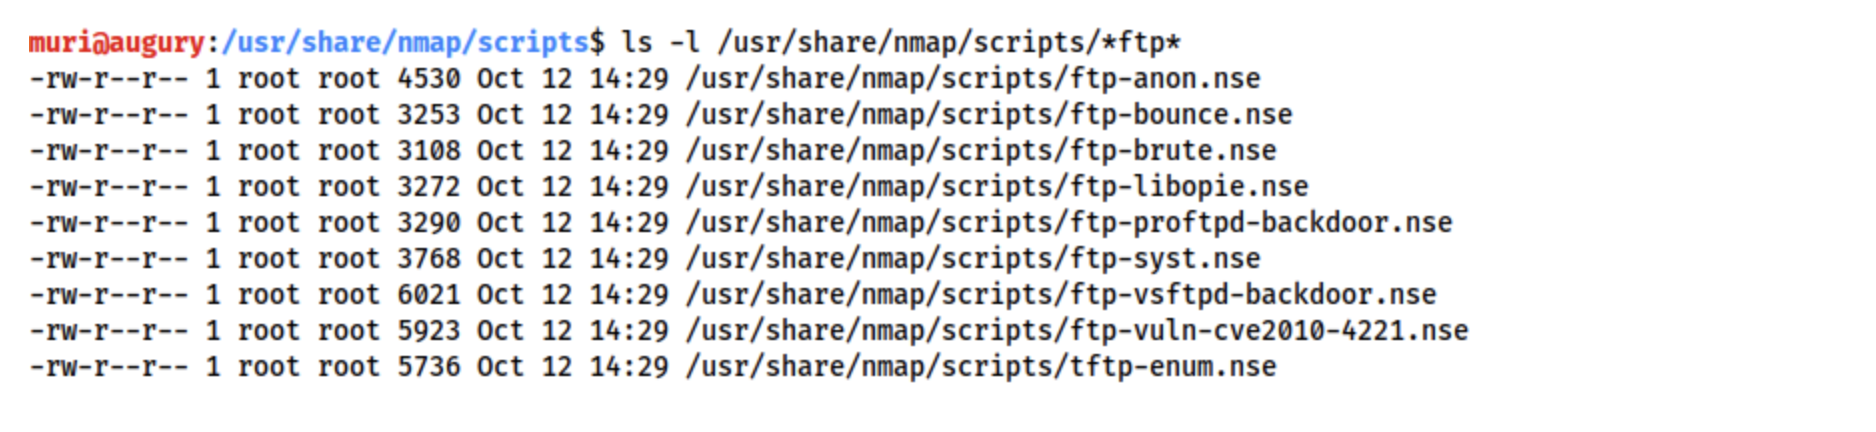 muri@augury:/usr/share/nmap/scripts$ ls -l /usr/share/nmap/scripts/*ftp*
-rw-r--r-- 1 root root 4530 Oct 12 14:29 /usr/share/nmap/scripts/ftp-anon.nse
-rw-r--r-- 1 root root 3253 Oct 12 14:29 /usr/share/nmap/scripts/ftp-bounce.nse
-rw-r--r-- 1 root root 3108 Oct 12 14:29 /usr/share/nmap/scripts/ftp-brute.nse
-rw-r--r-- 1 root root 3272 Oct 12 14:29 /usr/share/nmap/scripts/ftp-libopie.nse
-rw-r--r-- 1 root root 3290 Oct 12 14:29 /usr/share/nmap/scripts/ftp-proftpd-backdoor.nse
-rw-r--r-- 1 root root 3768 Oct 12 14:29 /usr/share/nmap/scripts/ftp-syst.nse
-rw-r--r-- 1 root root 6021 Oct 12 14:29 /usr/share/nmap/scripts/ftp-vsftpd-backdoor.nse
-rw-r--r-- 1 root root 5923 Oct 12 14:29 /usr/share/nmap/scripts/ftp-vuln-cve2010-4221.nse
-rw-r--r-- 1 root root 5736 Oct 12 14:29 /usr/share/nmap/scripts/tftp-enum.nse